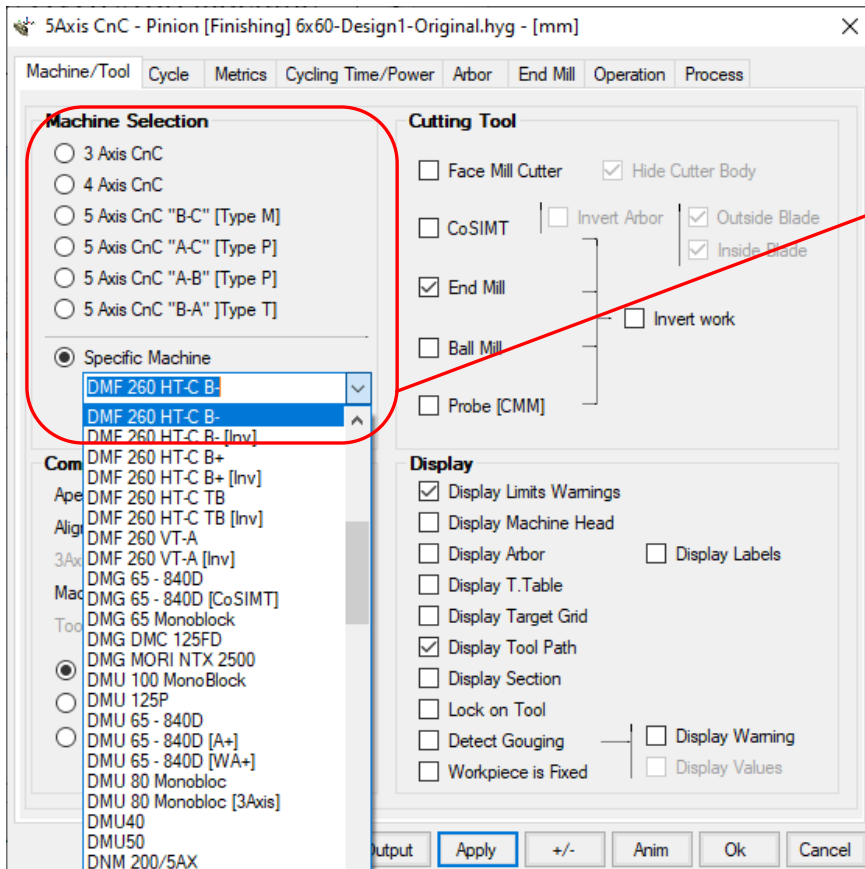 5Axis CnC - Pinion [Finishing] 6x60-Design1-Original.hyg - [mm]
Machine/Tool Cycle Metrics Cycling Time/Power Arbor End Mill Operation Process
Machine Selection
3 Axis CnC
4 Axis CnC
5 Axis CnC "B-C" [Type M]
5 Axis CnC "A-C" [Type P]
5 Axis CnC "A-B" [Type P]
5 Axis CnC "B-A" ]Type T]
Specific Machine
DMF 260 HT-C B-
DMF 260 HT-C B-
DMF 260 HT-C B- [Inv]
DMF 260 HT-C B+
DMF 260 HT-C B+ [Inv]
DMF 260 HT-C TB
DMF 260 HT-C TB [Inv]
DMF 260 VT-A
DMF 260 VT-A [Inv]
DMG 65 - 840D
DMG 65 - 840D [CoSIMT]
DMG 65 Monoblock
DMG DMC 125FD
DMG MORI NTX 2500
DMU 100 MonoBlock
DMU 125P
DMU 65 - 840D
DMU 65 - 840D [A+]
DMU 65 - 840D [WA+]
DMU 80 Monobloc
DMU 80 Monobloc [3Axis]
DMU40
DMU50
DNM 200/5AX
Cutting Tool
Face Mill Cutter Hide Cutter Body
CoSIMT Invert Arbor Outside Blade
Inside Blade
End Mill
Invert work
Ball Mill
Probe [CMM]
Display
Display Limits Warnings
Display Machine Head
Display Arbor Display Labels
Display T.Table
Display Target Grid
Display Tool Path
Display Section
Lock on Tool
Detect Gouging Display Warning
Workpiece is Fixed Display Values
Apply +/- Anim Ok Cancel